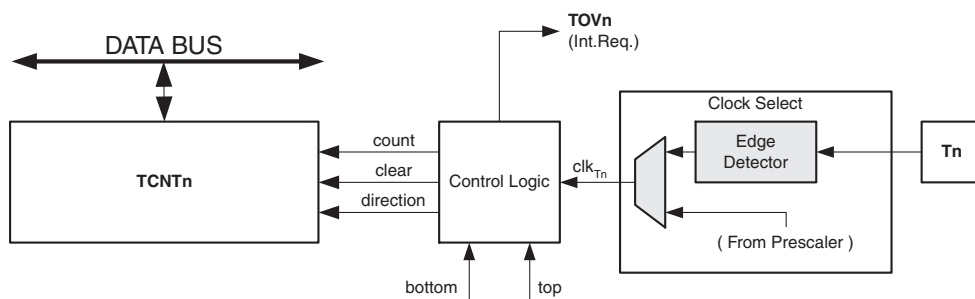 TOVn
(Int.Req.)
DATA BUS
Clock Select
TCNTn
count
clear
direction
Control Logic
clkTn
Edge
Detector
Tn
( From Prescaler )
bottom
top